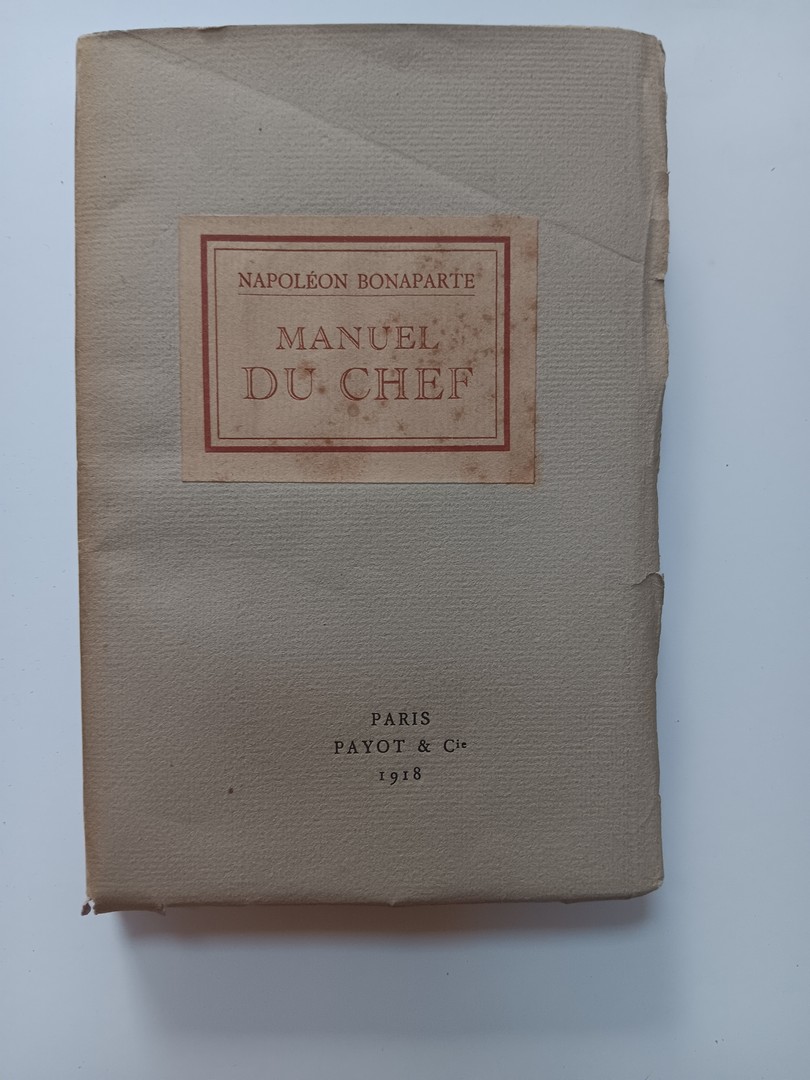 NAPOLÉON BONAPARTE
MANUEL
DU CHEF
PARIS
PAYOT & Cie
1918